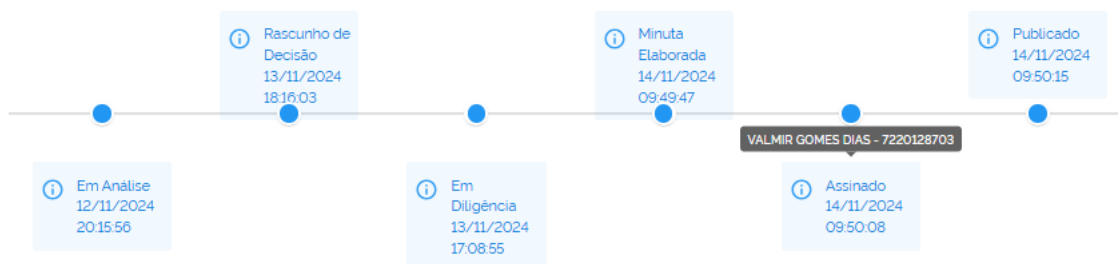 Em Análise
12/11/2024
20:15:56
Rascunho de
Decisão
13/11/2024
18:16:03
Em
Diligência
13/11/2024
17:08:55
Minuta
Elaborada
14/11/2024
09:49:47
VALMIR GOMES DIAS - 7220128703
Assinado
14/11/2024
09:50:08
Publicado
14/11/2024
09:50:15